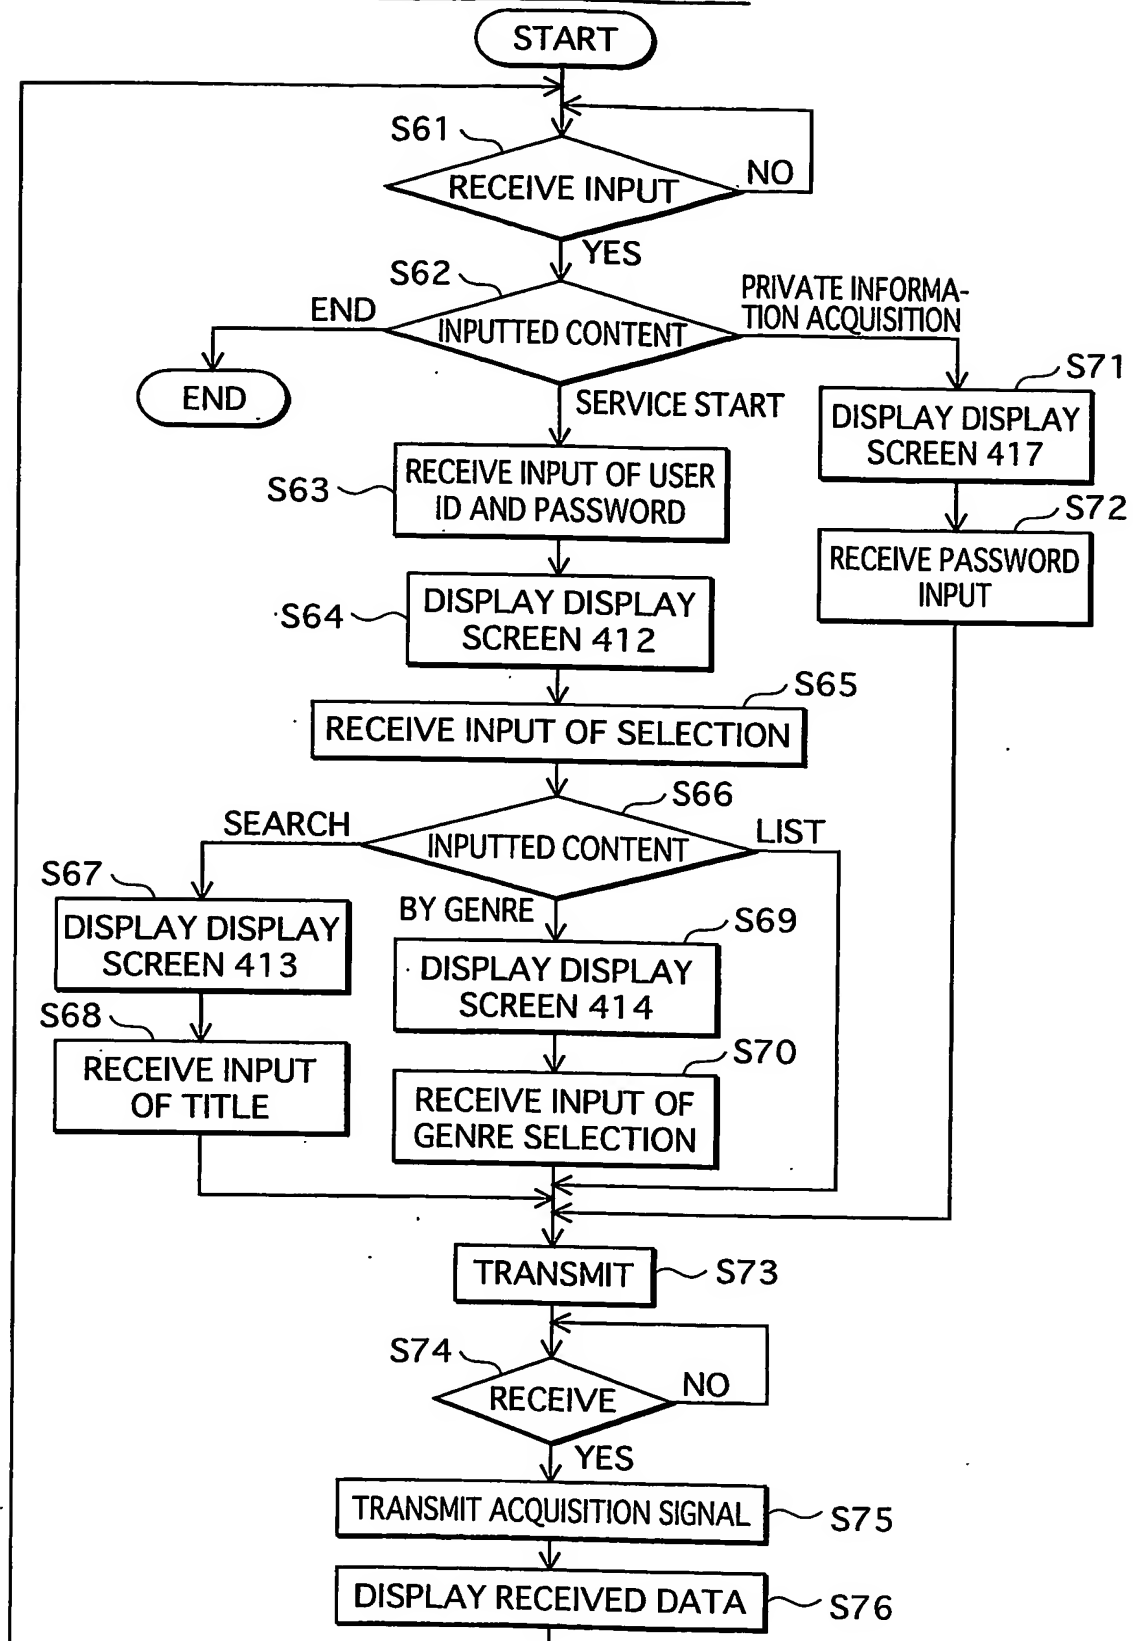 START
S61
RECEIVE INPUT
NO
YES
S62
INPUTTED CONTENT
END
PRIVATE INFORMA-
TION ACQUISITION
END
SERVICE START
S71
DISPLAY DISPLAY
SCREEN 417
S63
RECEIVE INPUT OF USER
ID AND PASSWORD
S72
RECEIVE PASSWORD
INPUT
S64
DISPLAY DISPLAY
SCREEN 412
S65
RECEIVE INPUT OF SELECTION
S66
INPUTTED CONTENT
SEARCH
LIST
BY GENRE
S67
DISPLAY DISPLAY
SCREEN 413
S69
DISPLAY DISPLAY
SCREEN 414
S68
RECEIVE INPUT
OF TITLE
S70
RECEIVE INPUT OF
GENRE SELECTION
TRANSMIT
S73
S74
RECEIVE
NO
YES
TRANSMIT ACQUISITION SIGNAL
S75
DISPLAY RECEIVED DATA
S76